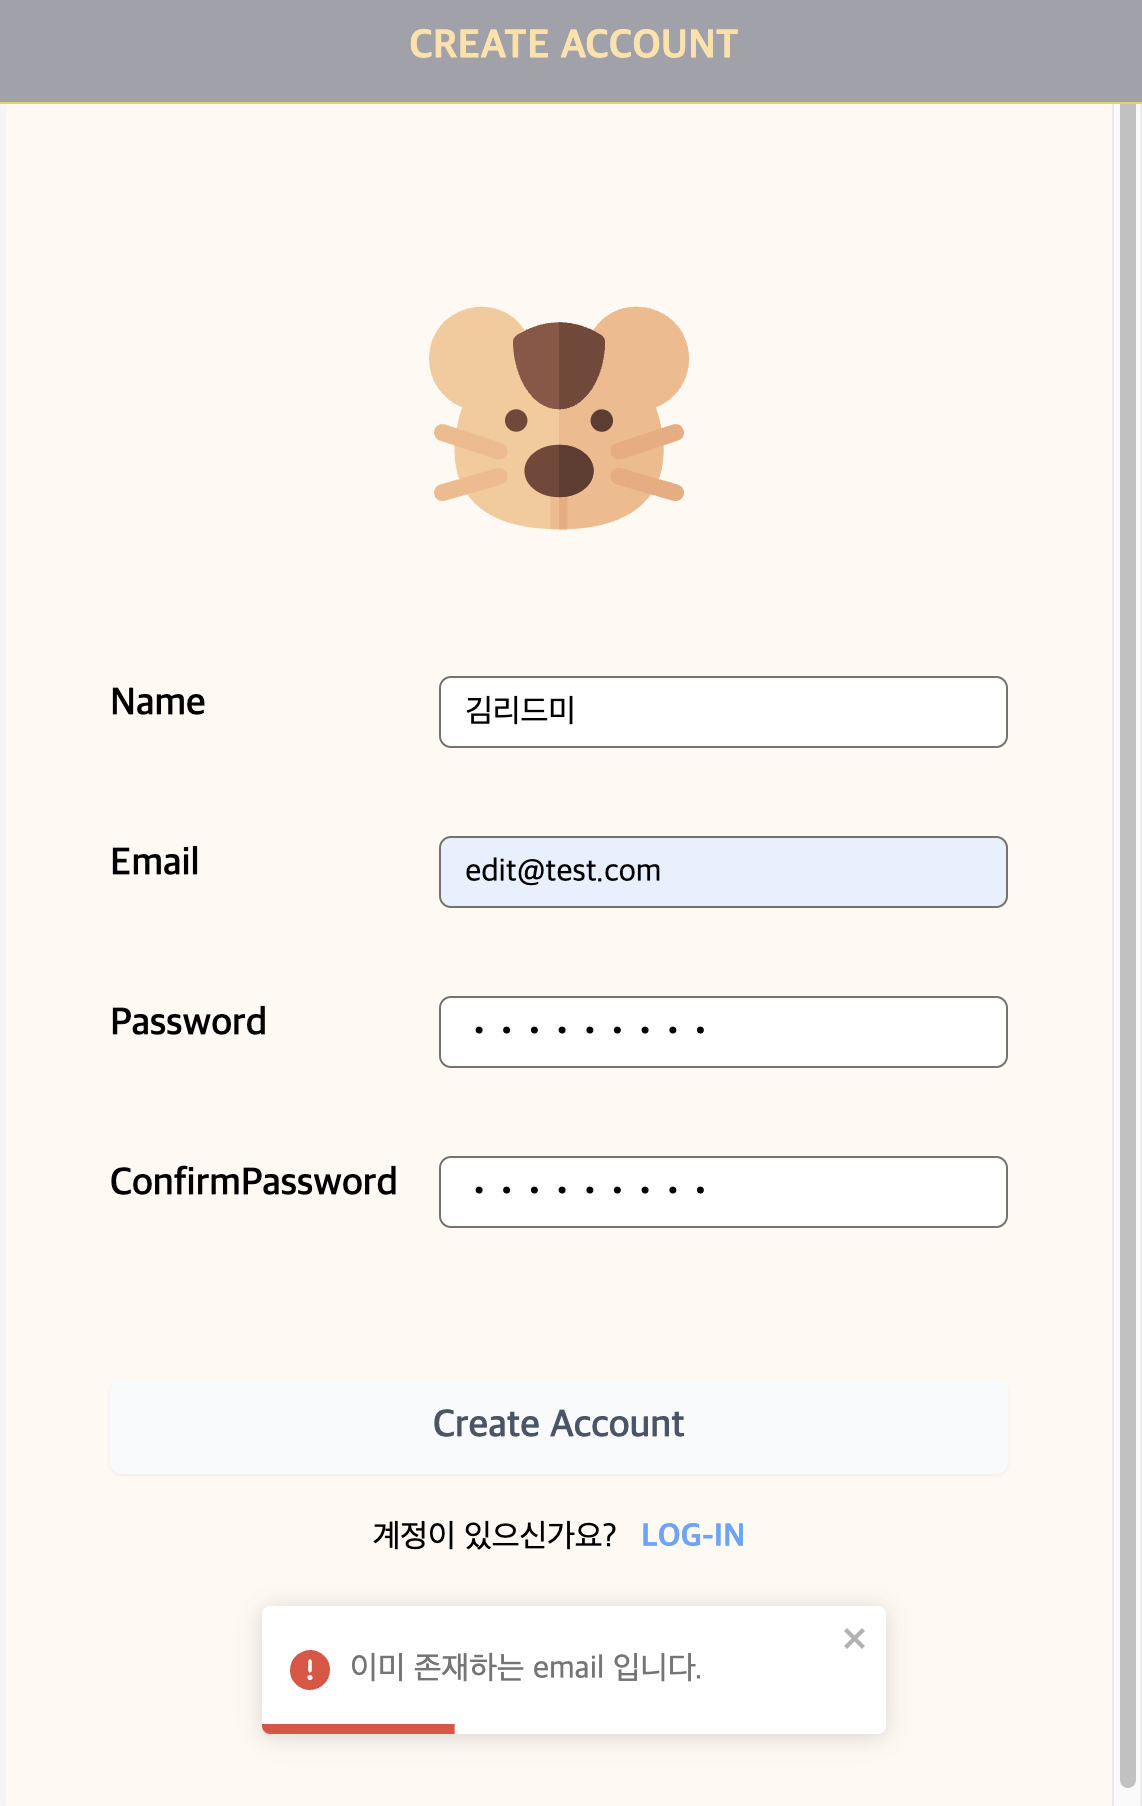 CREATE ACCOUNT
Name
김리드미
Email
edit@test.com
Password
•••••••••
ConfirmPassword
•••••••••
Create Account
계정이 있으신가요? LOG-IN
이미 존재하는 email 입니다.